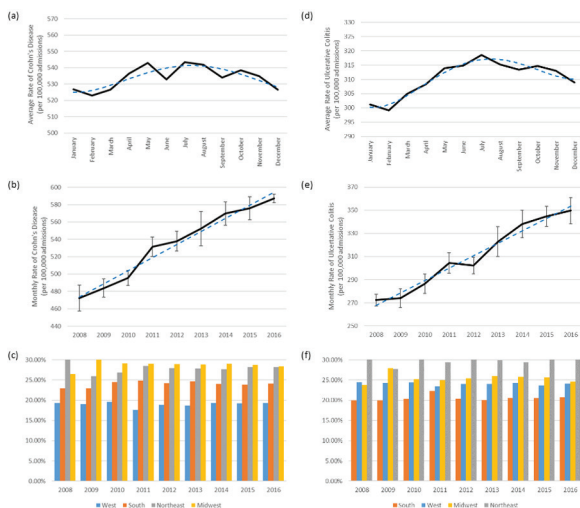 (a)
Average Rate of Crohn's Disease
(per 100,000 admissions)
570
560
550
540
530
520
510
500
January
February
March
April
May
June
July
August
September
October
November
December
(d)
Average Rate of Ulcerative Colitis
(per 100,000 admissions)
330
325
320
315
310
305
300
295
290
January
February
March
April
May
June
July
August
September
October
November
December
(b)
Monthly Rate of Crohn's Disease
(per 100,000 admissions)
600
580
560
540
520
500
480
460
440
2008
2009
2010
2011
2012
2013
2014
2015
2016
(e)
Monthly Rate of Ulcertative Colitis
(per 100,000 admissions)
370
350
330
310
290
270
250
2008
2009
2010
2011
2012
2013
2014
2015
2016
(c)
30.00%
25.00%
20.00%
15.00%
10.00%
5.00%
0.00%
2008
2009
2010
2011
2012
2013
2014
2015
2016
West
South
Northeast
Midwest
(f)
30.00%
25.00%
20.00%
15.00%
10.00%
5.00%
0.00%
2008
2009
2010
2011
2012
2013
2014
2015
2016
South
West
Midwest
Northeast